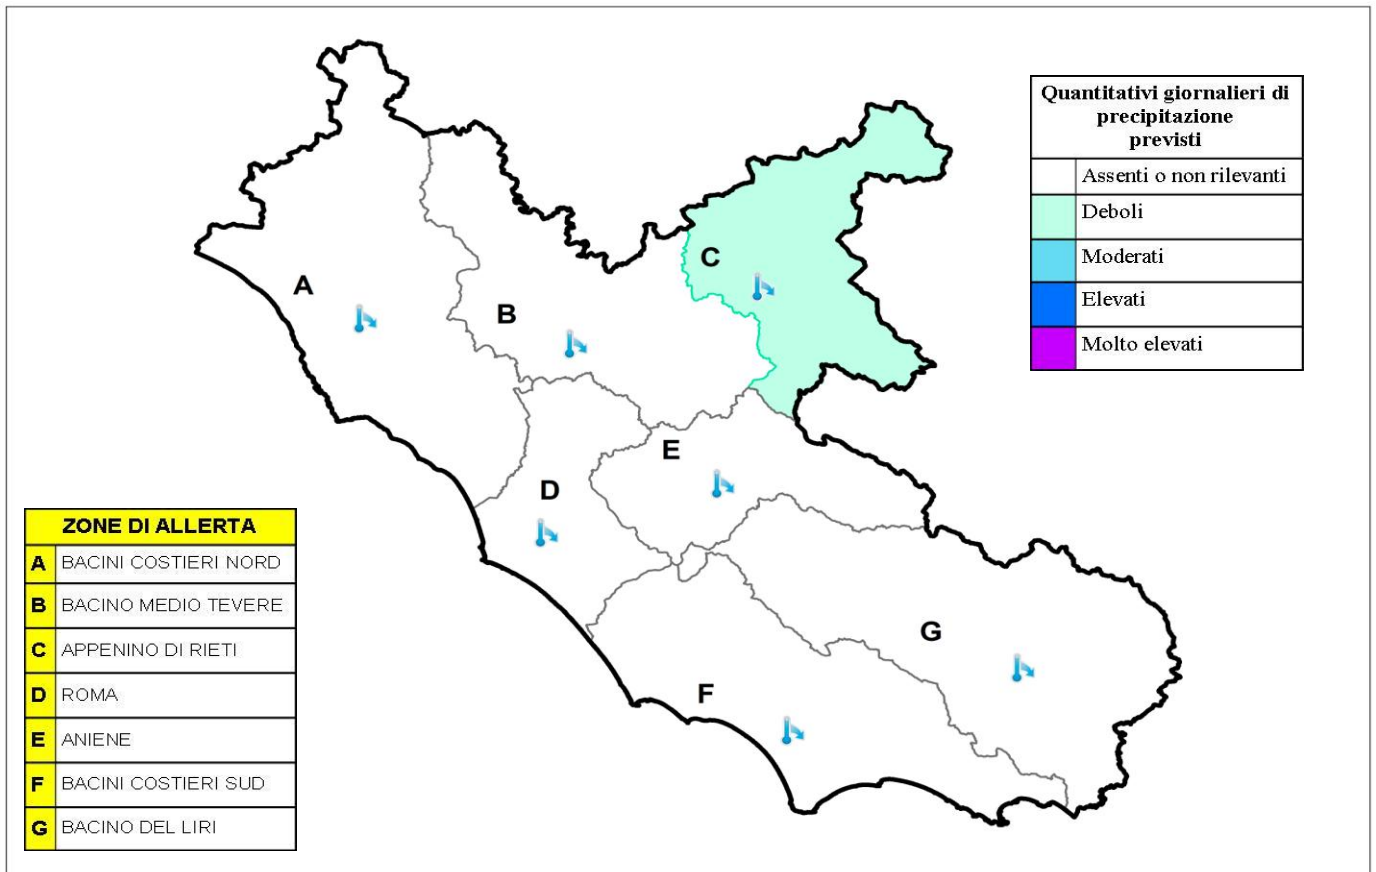 Quantitativi giornalieri di
precipitazione
previsti
Assenti o non rilevanti
Deboli
Moderati
Elevati
Molto elevati
A
B
C
D
E
F
G
ZONE DI ALLERTA
A BACINI COSTIERI NORD
B BACINO MEDIO TEVERE
C APPENINO DI RIETI
D ROMA
E ANIENE
F BACINI COSTIERI SUD
G BACINO DEL LIRI